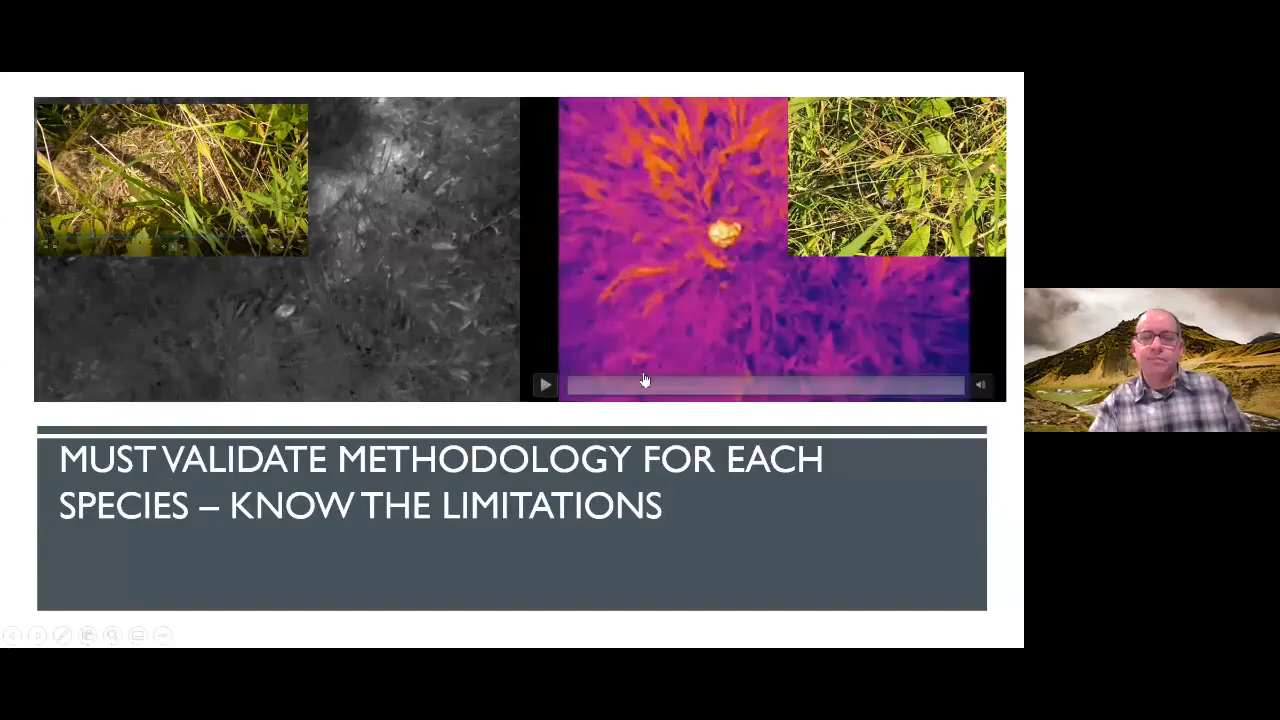 MUST VALIDATE METHODOLOGY FOR EACH
SPECIES – KNOW THE LIMITATIONS